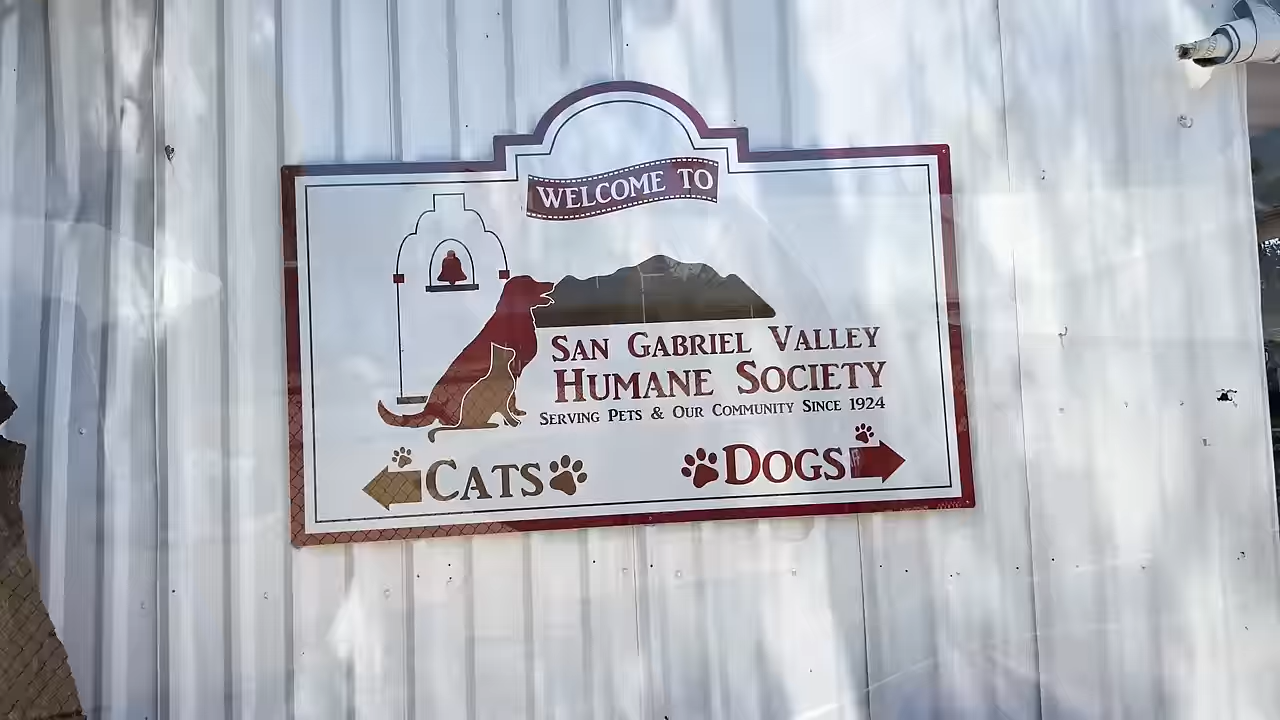 WELCOME TO
SAN GABRIEL VALLEY
HUMANE SOCIETY
SERVING PETS & OUR COMMUNITY SINCE 1924
CATS
DOGS